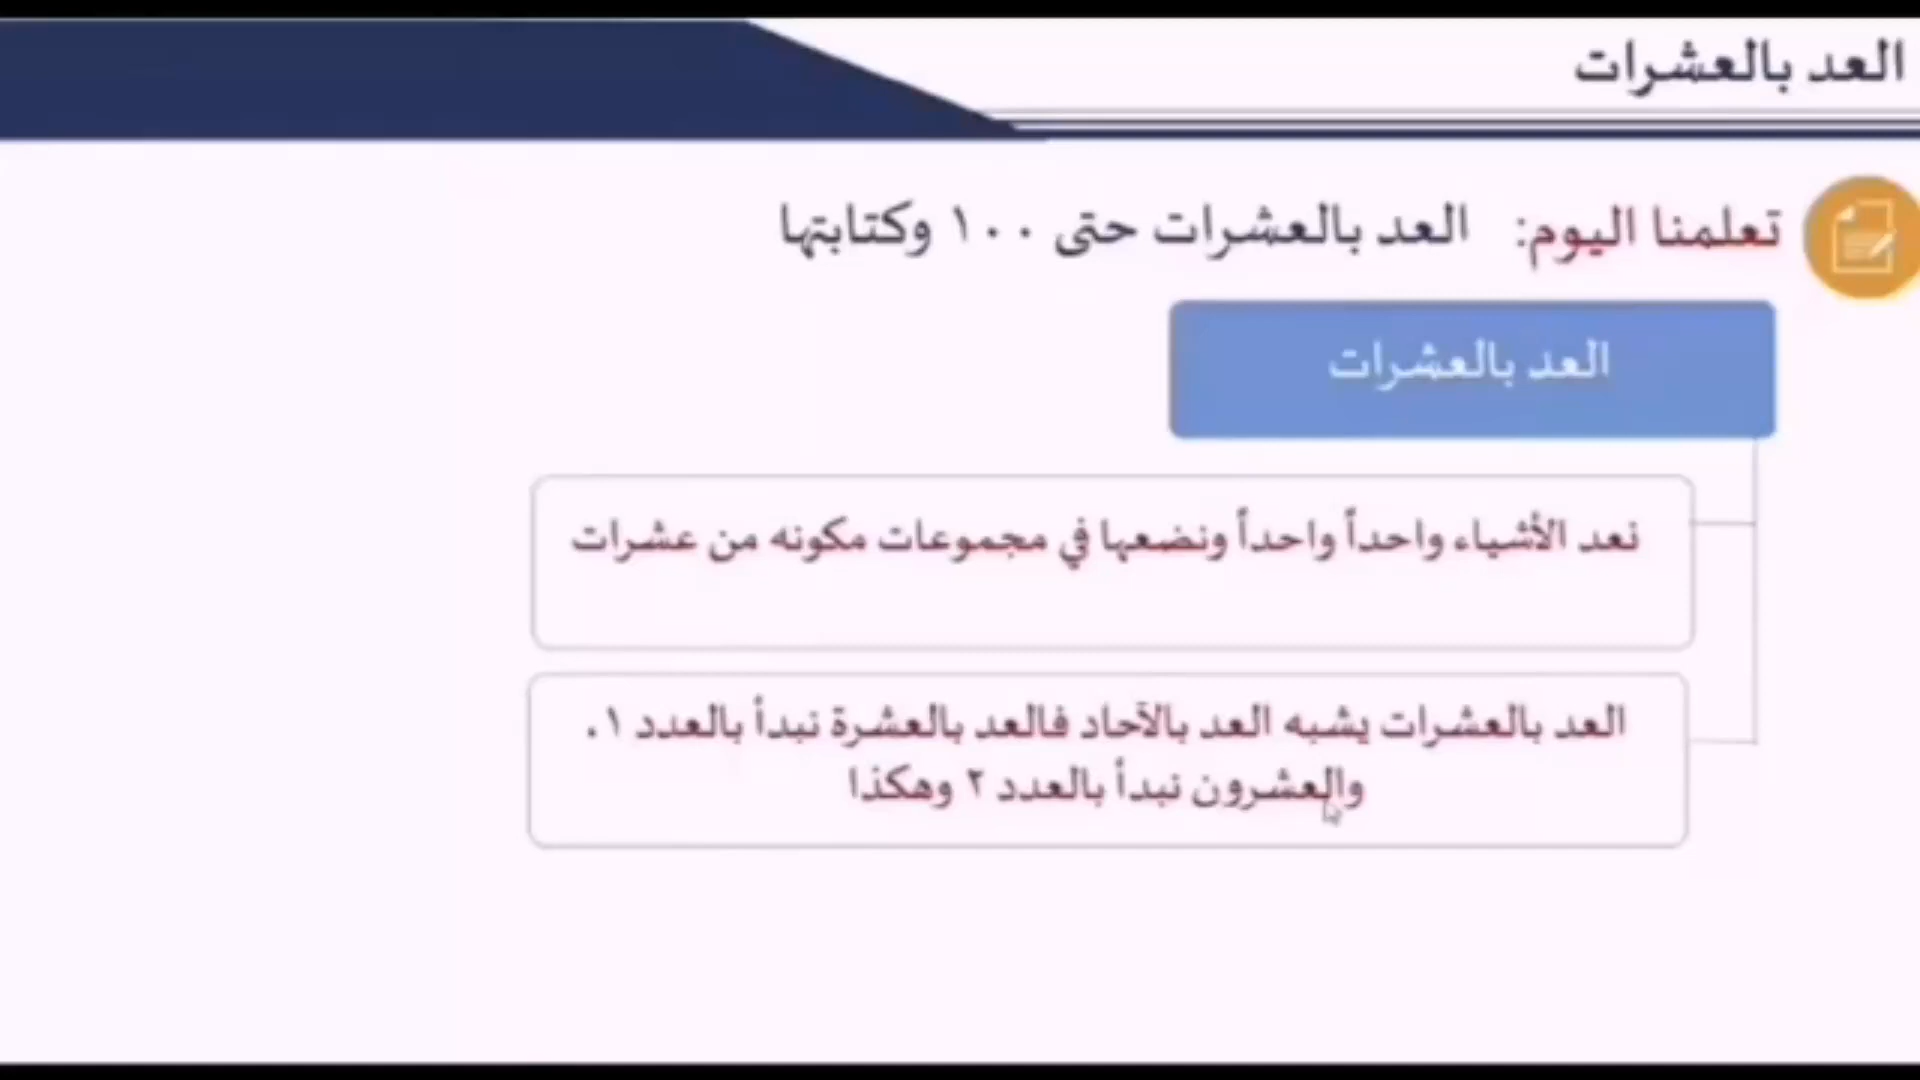 العد بالعشرات
تعلمنا اليوم: العد بالعشرات حتى ١٠٠ وكتابتها
العد بالعشرات
نعد الأشياء واحداً واحداً ونضعها في مجموعات مكونه من عشرات
العد بالعشرات يشبه العد بالآحاد فالعد بالعشرة نبدأ بالعدد ١،
والعشرون نبدأ بالعدد ٢ وهكذا